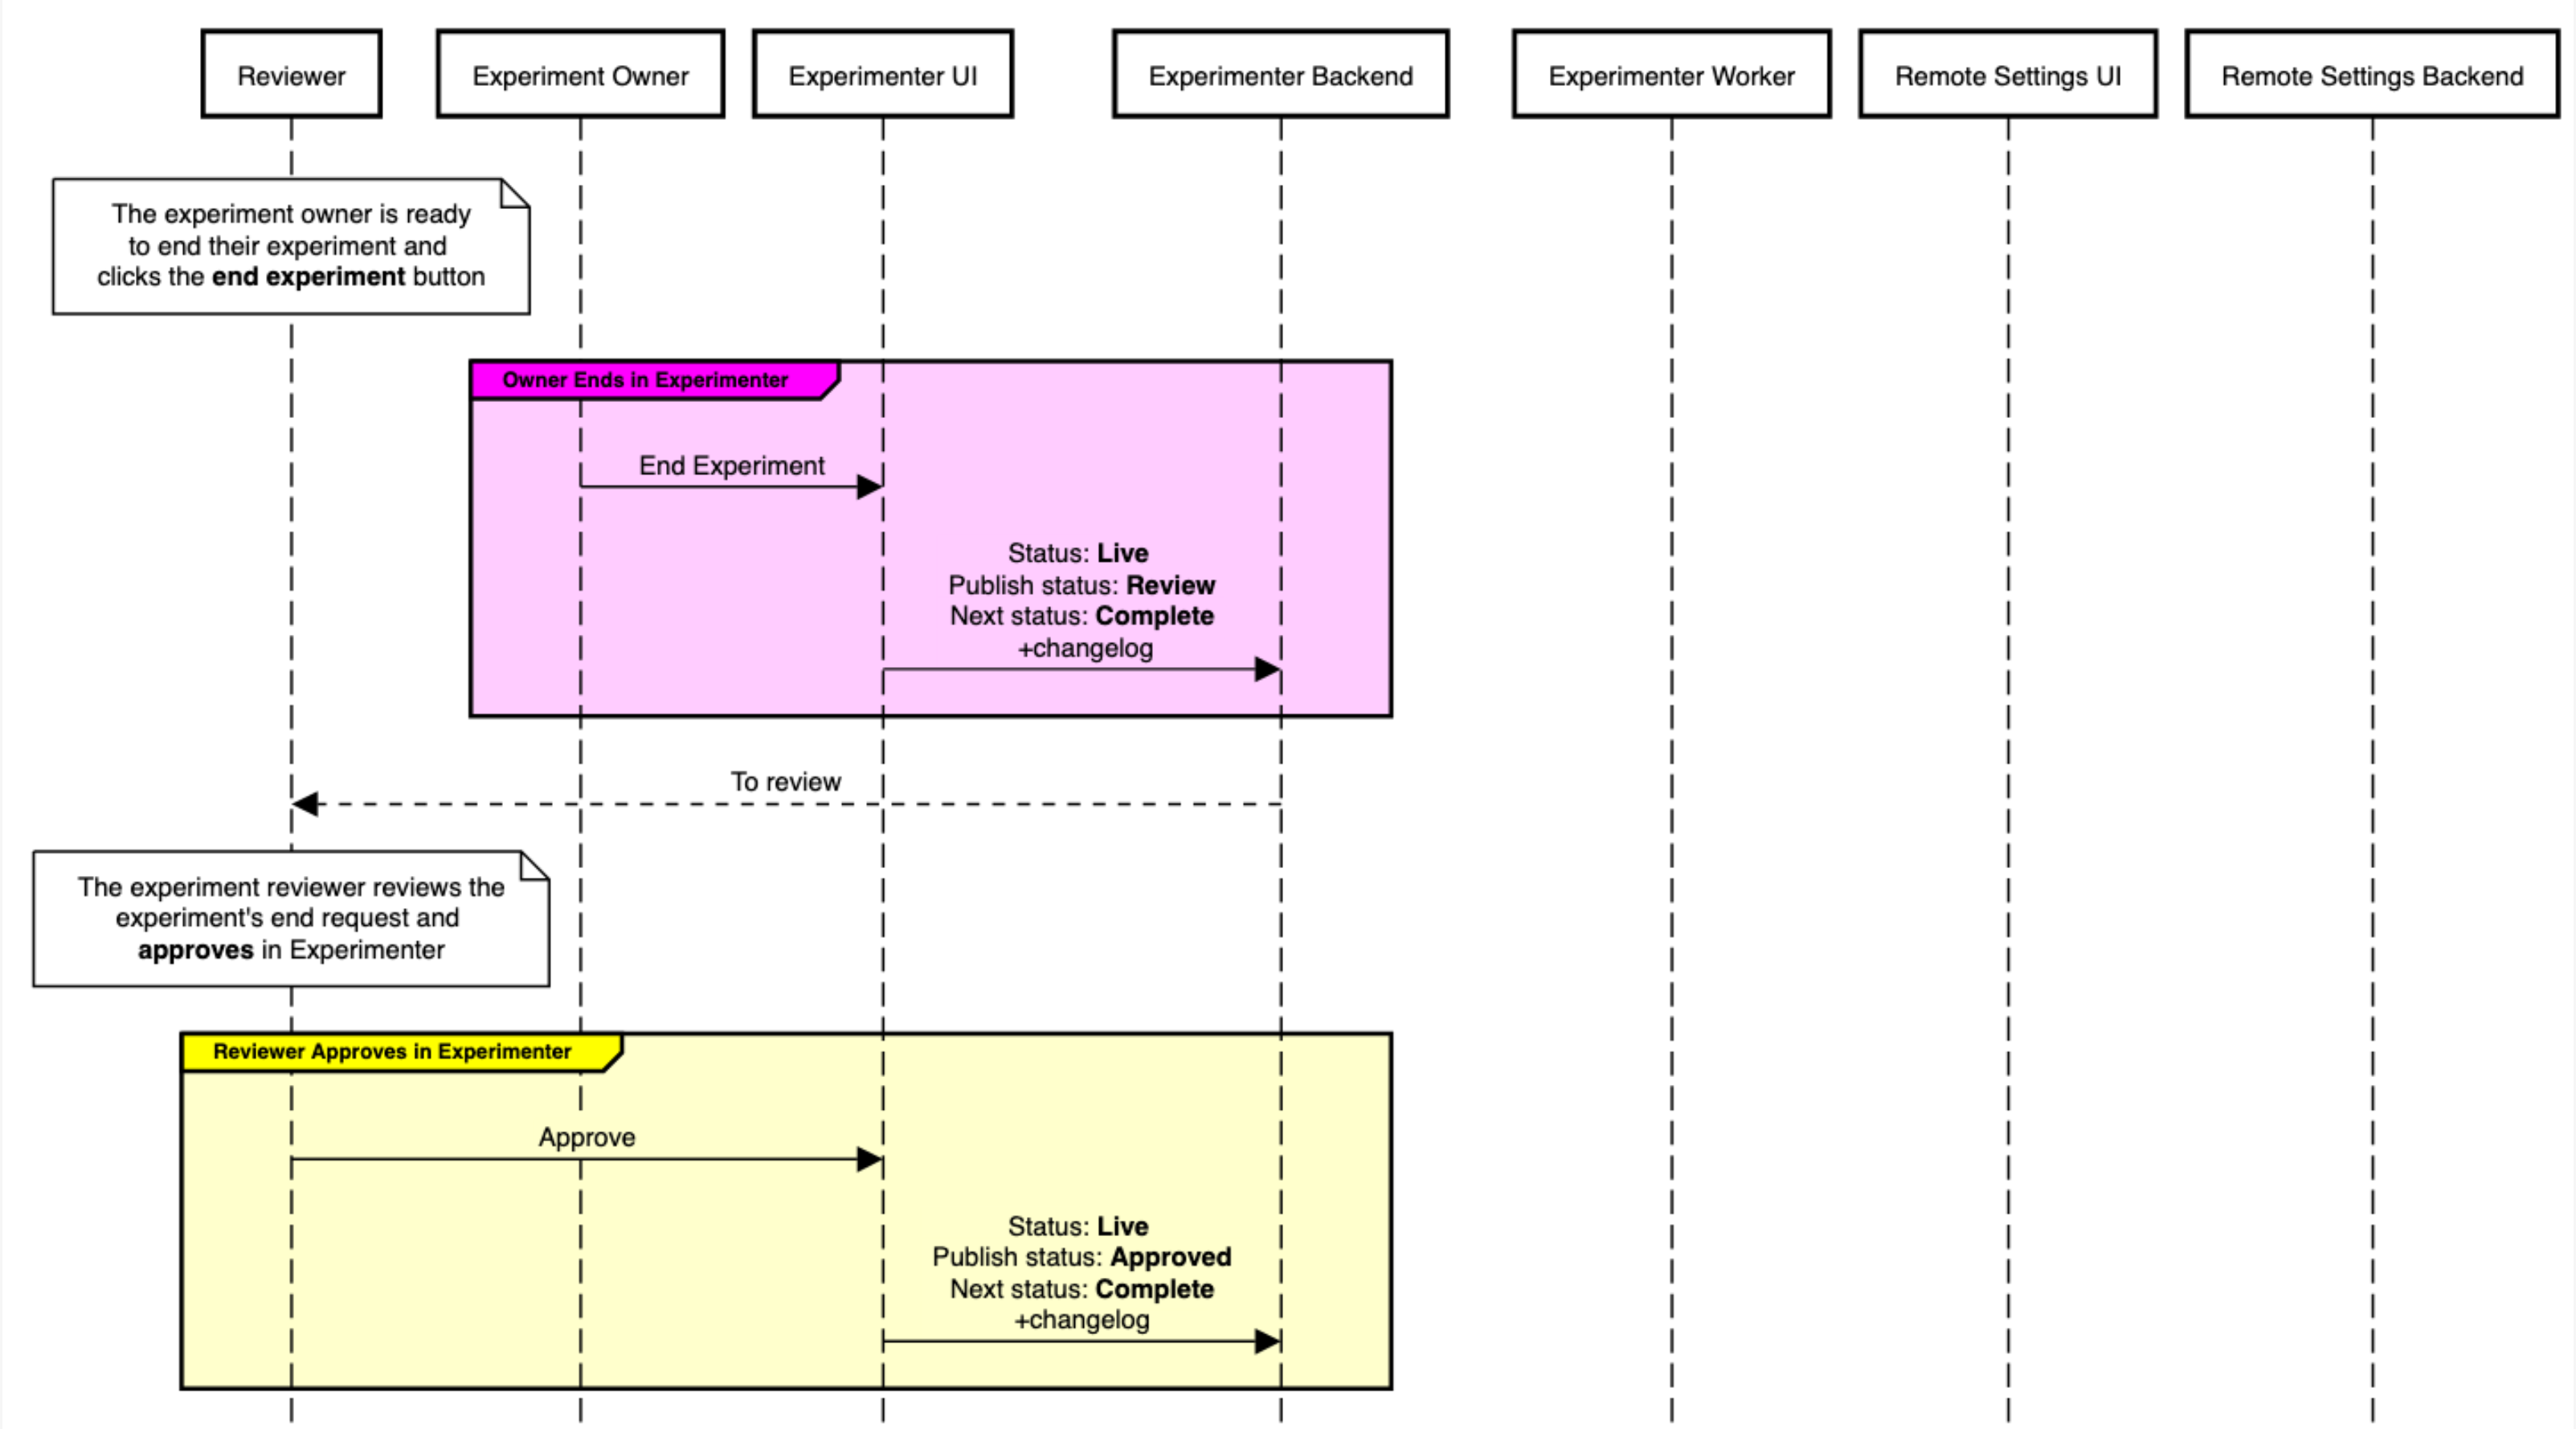 Reviewer
Experiment Owner
Experimenter UI
Experimenter Backend
Experimenter Worker
Remote Settings UI
Remote Settings Backend
The experiment owner is ready
to end their experiment and
clicks the end experiment button
Owner Ends in Experimenter
End Experiment
Status: Live
Publish status: Review
Next status: Complete
+changelog
To review
The experiment reviewer reviews the
experiment's end request and
approves in Experimenter
Reviewer Approves in Experimenter
Approve
Status: Live
Publish status: Approved
Next status: Complete
+changelog